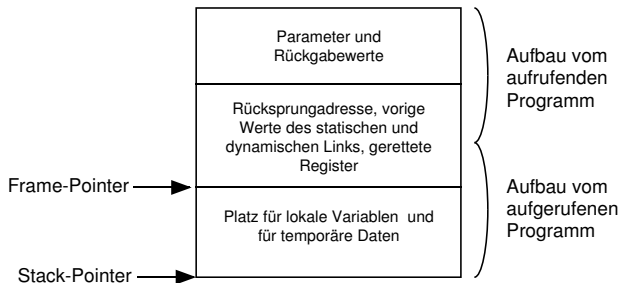 Parameter und
Rückgabewerte
Aufbau vom
aufrufenden
Programm
Rücksprungadresse, vorige
Werte des statischen und
dynamischen Links, gerettete
Register
Frame-Pointer
Platz für lokale Variablen und
für temporäre Daten
Aufbau vom
aufgerufenen
Programm
Stack-Pointer